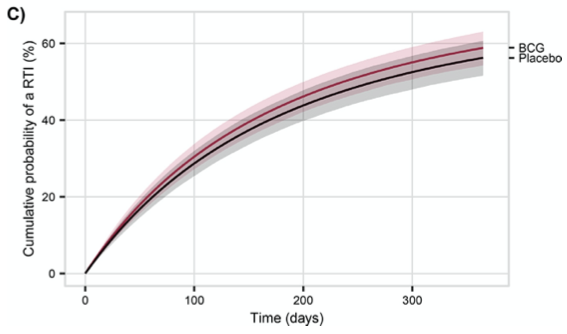 C)
Cumulative probability of a RTI (%)
60
40
20
0
BCG
Placebo
0 100 200 300
Time (days)